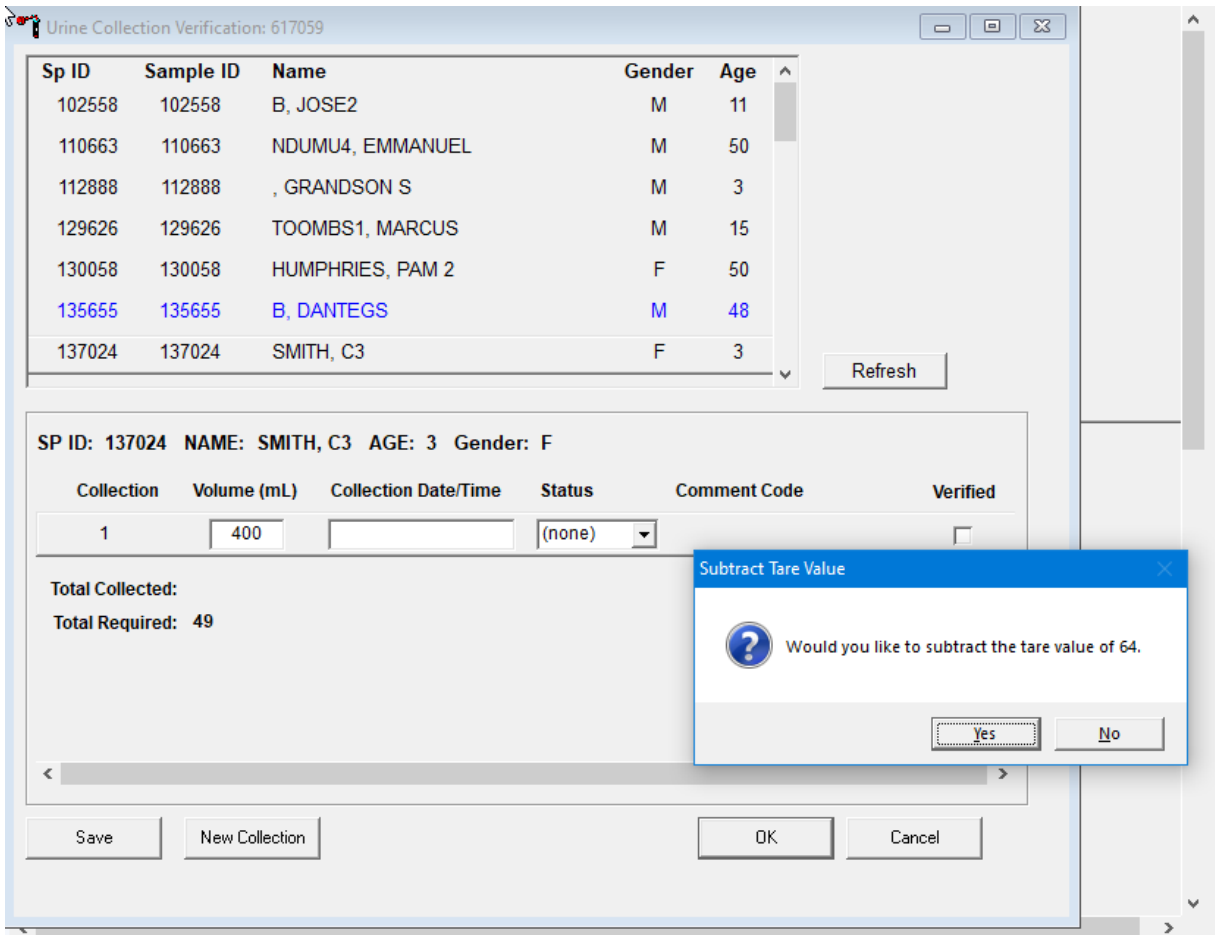 Urine Collection Verification: 617059
Sp ID Sample ID Name Gender Age
102558 102558 B, JOSE2 M 11
110663 110663 NDUMU4, EMMANUEL M 50
112888 112888 , GRANDSON S M 3
129626 129626 TOOMBS1, MARCUS M 15
130058 130058 HUMPHRIES, PAM 2 F 50
135655 135655 B, DANTEGS M 48
137024 137024 SMITH, C3 F 3
Refresh
SP ID: 137024 NAME: SMITH, C3 AGE: 3 Gender: F
Collection Volume (mL) Collection Date/Time Status Comment Code Verified
1 400 (none)
Total Collected:
Total Required: 49
Subtract Tare Value
Would you like to subtract the tare value of 64.
Yes No
Save New Collection OK Cancel